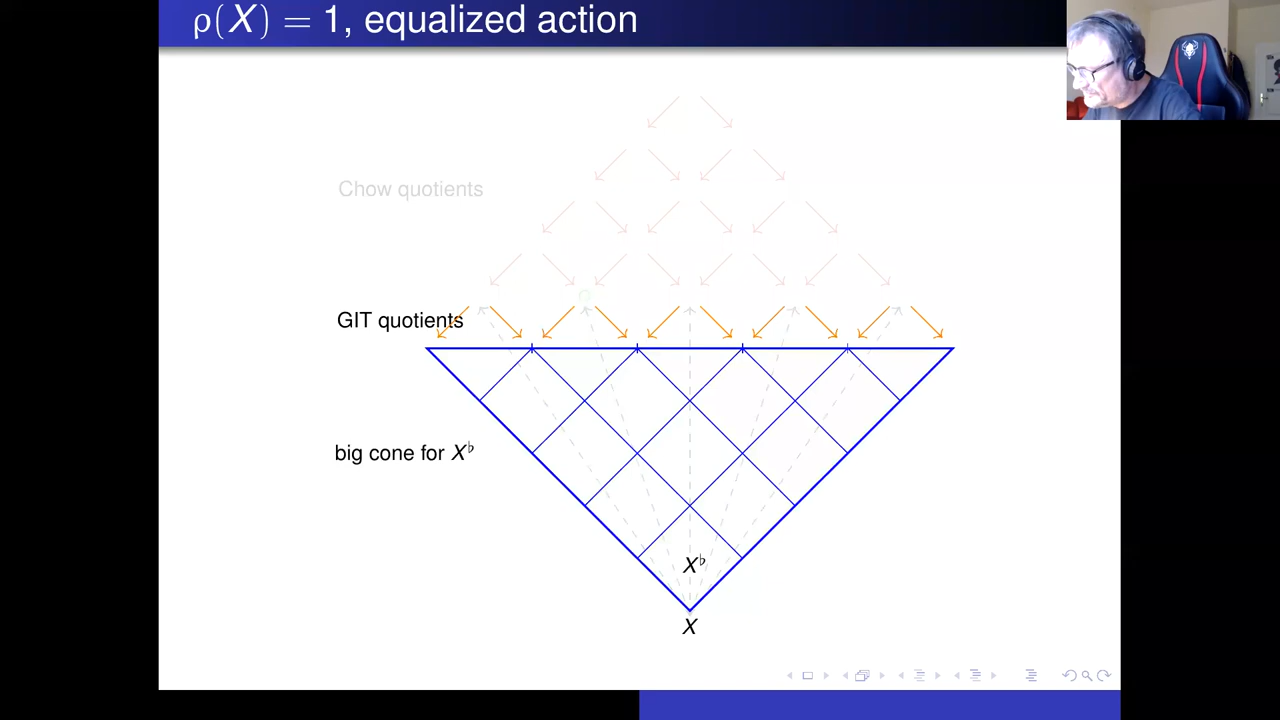 ρ(X) = 1, equalized action
Chow quotients
GIT quotients
big cone for X♭
X♭
X